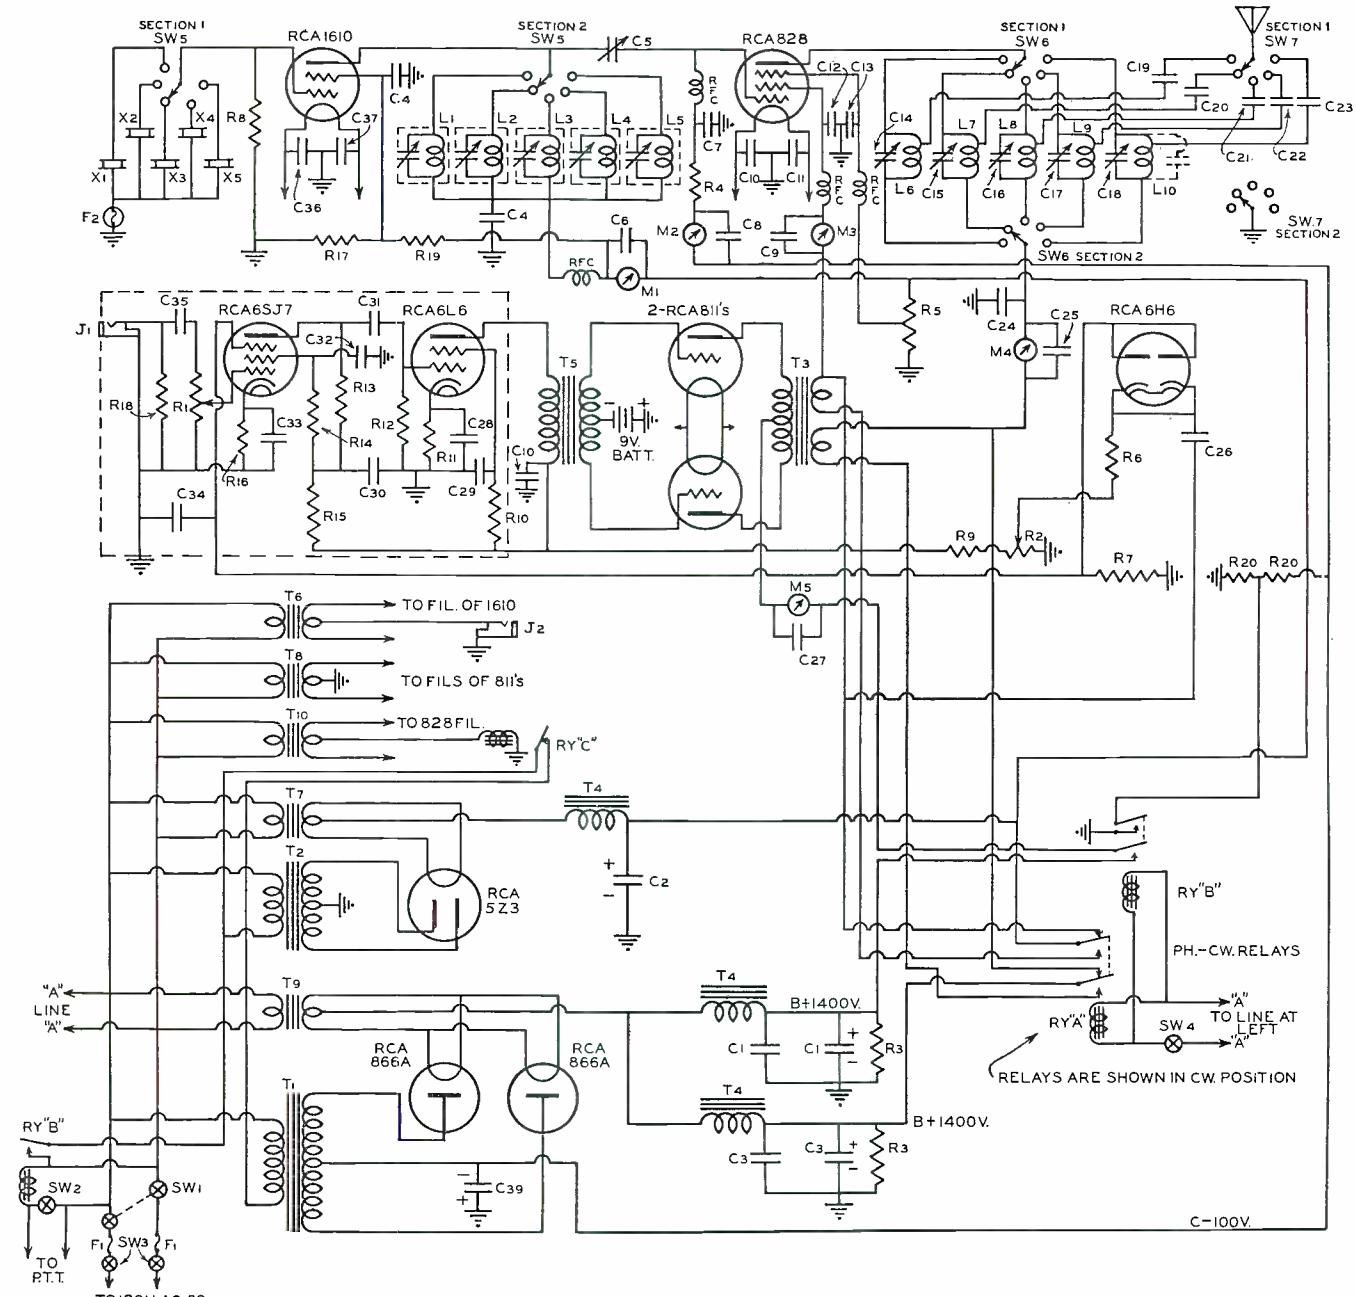 SECTION 1
SW5
RCA1610
SECTION 2
SW5
C5
RCA828
SECTION 1
SW6
SECTION 1
SW7
X2
X4
X1
X3
X5
F2
R8
C4
C37
C36
L1
L2
L3
L4
L5
C4
RFC
C7
R4
C12
C13
C10
C11
RFC
RFC
C14
L7
L8
L9
L6
C15
C16
C17
C18
L10
C19
C20
C21
C22
C23
SW.7
SECTION 2
R17
R19
C6
RFC
M1
M2
C8
C9
M3
SW6 SECTION 2
J1
C35
RCA6SJ7
C31
RCA6L6
C32
R18
R1
R13
R12
C33
R14
R16
R11
C28
C34
C30
C29
R15
R10
C10
T5
9V.
BATT.
2-RCA811's
T3
R5
C24
C25
M4
RCA6H6
R6
C26
R9
R2
R7
R20
R20
M5
C27
T6
TO FIL. OF 1610
J2
T8
TO FILS OF 811's
T10
TO 828 FIL.
RY"C"
T7
T4
T2
RCA
5Z3
C2
RY"B"
PH.-CW. RELAYS
"A"
LINE
"A"
T9
RCA
866A
RCA
866A
T4
B+1400V.
C1
C1
R3
RY"A"
SW4
"A"
TO LINE AT
LEFT
"A"
RELAYS ARE SHOWN IN CW. POSITION
T1
T4
B+1400V.
C3
C3
R3
RY"B"
SW2
SW1
C39
C-100V.
F1
SW3
F1
TO
P.T.T.